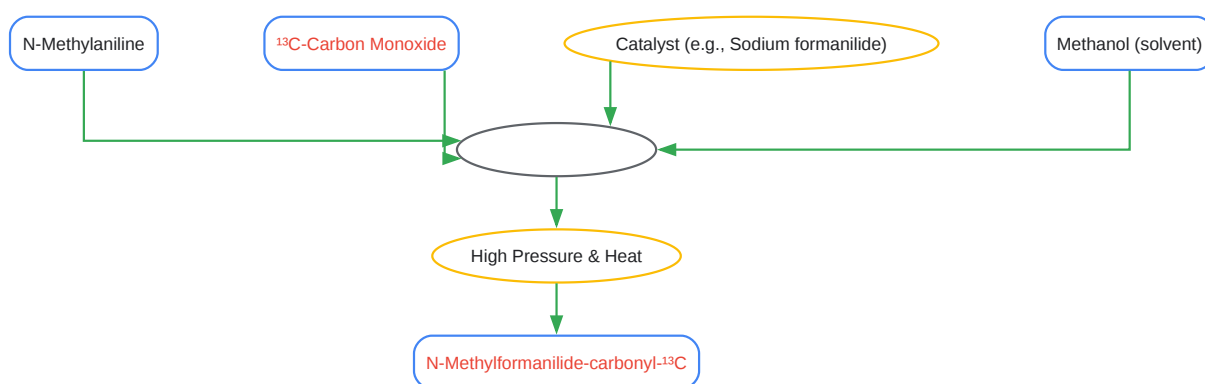 N-Methylaniline
¹³C-Carbon Monoxide
Catalyst (e.g., Sodium formanilide)
Methanol (solvent)
High Pressure & Heat
N-Methylformanilide-carbonyl-¹³C